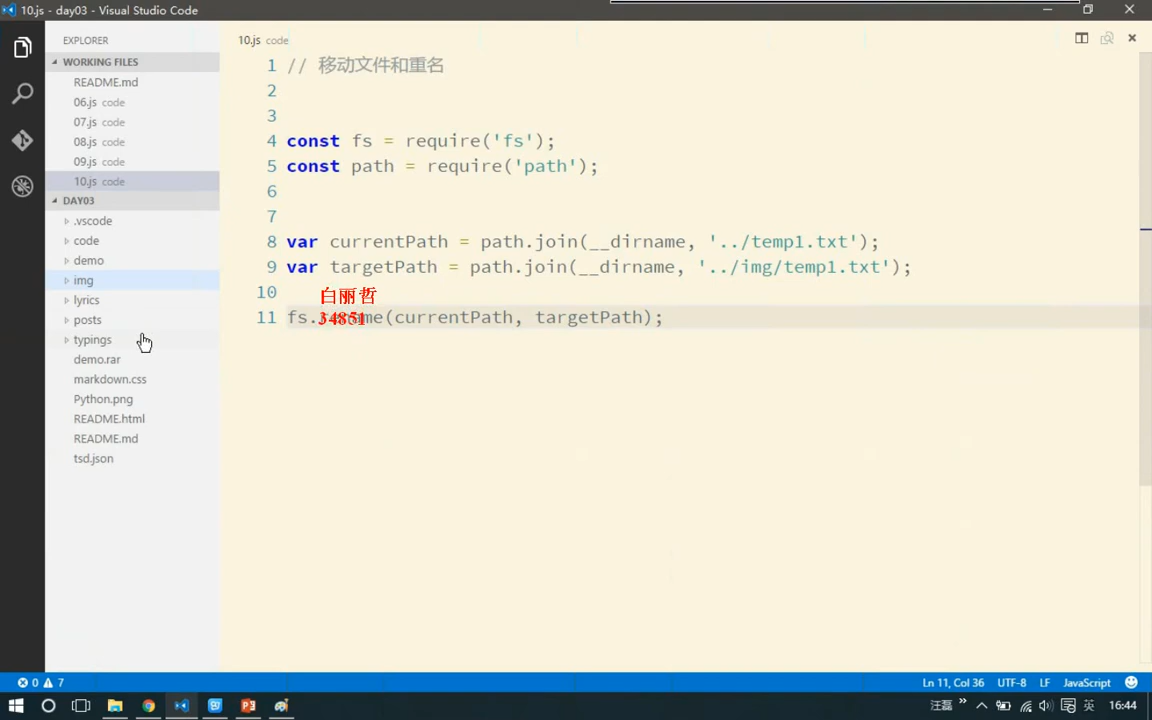 10.js - day03 - Visual Studio Code
EXPLORER
WORKING FILES
README.md
06.js code
07.js code
08.js code
09.js code
10.js code
DAY03
.vscode
code
demo
img
lyrics
posts
typings
demo.rar
markdown.css
Python.png
README.html
README.md
tsd.json
10.js code
1 // 移动文件和重名
2
3
4 const fs = require('fs');
5 const path = require('path');
6
7
8 var currentPath = path.join(__dirname, '../temp1.txt');
9 var targetPath = path.join(__dirname, '../img/temp1.txt');
10
白丽哲
11 fs.rename(currentPath, targetPath);
34851
0 7
Ln 11, Col 36 UTF-8 LF JavaScript
汪磊 » 英 16:44